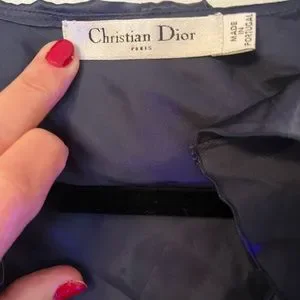 Christian Dior
PARIS
MADE
IN
PORTUGAL